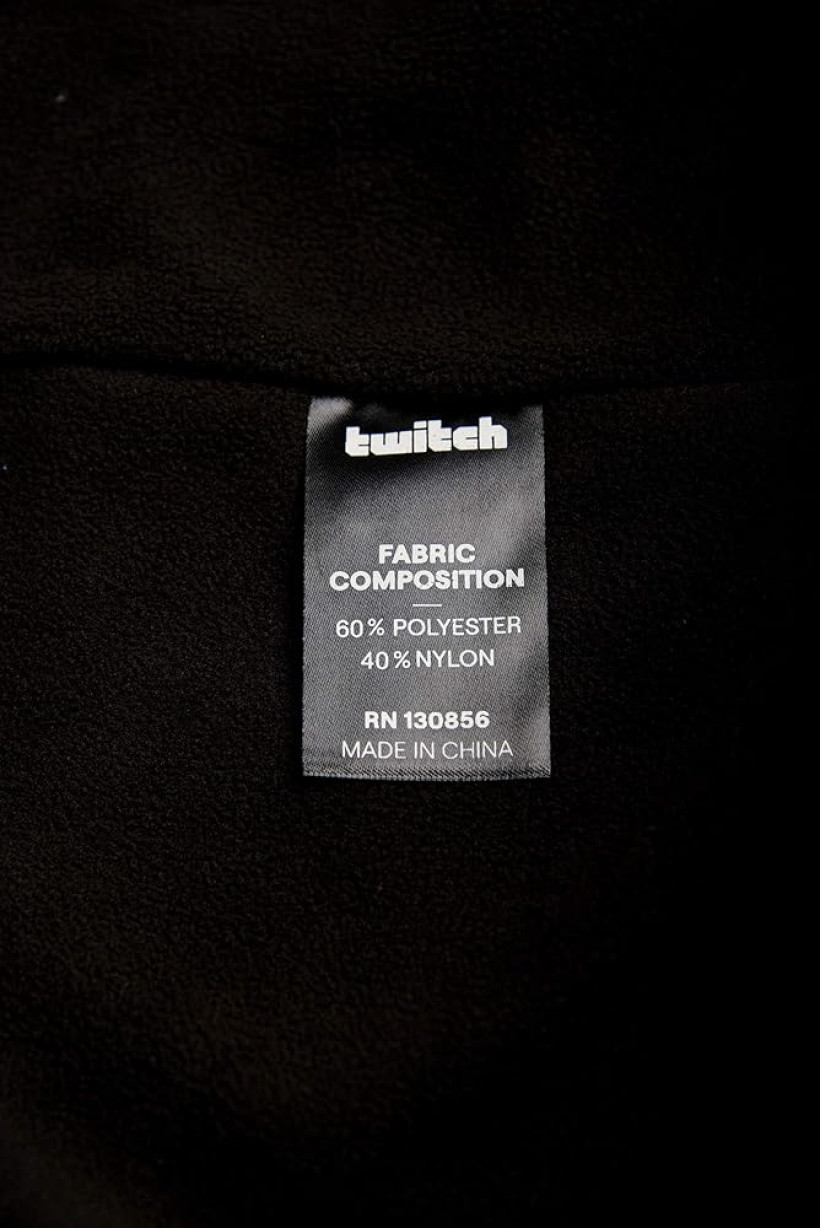 twitch
FABRIC
COMPOSITION
60% POLYESTER
40% NYLON
RN 130856
MADE IN CHINA